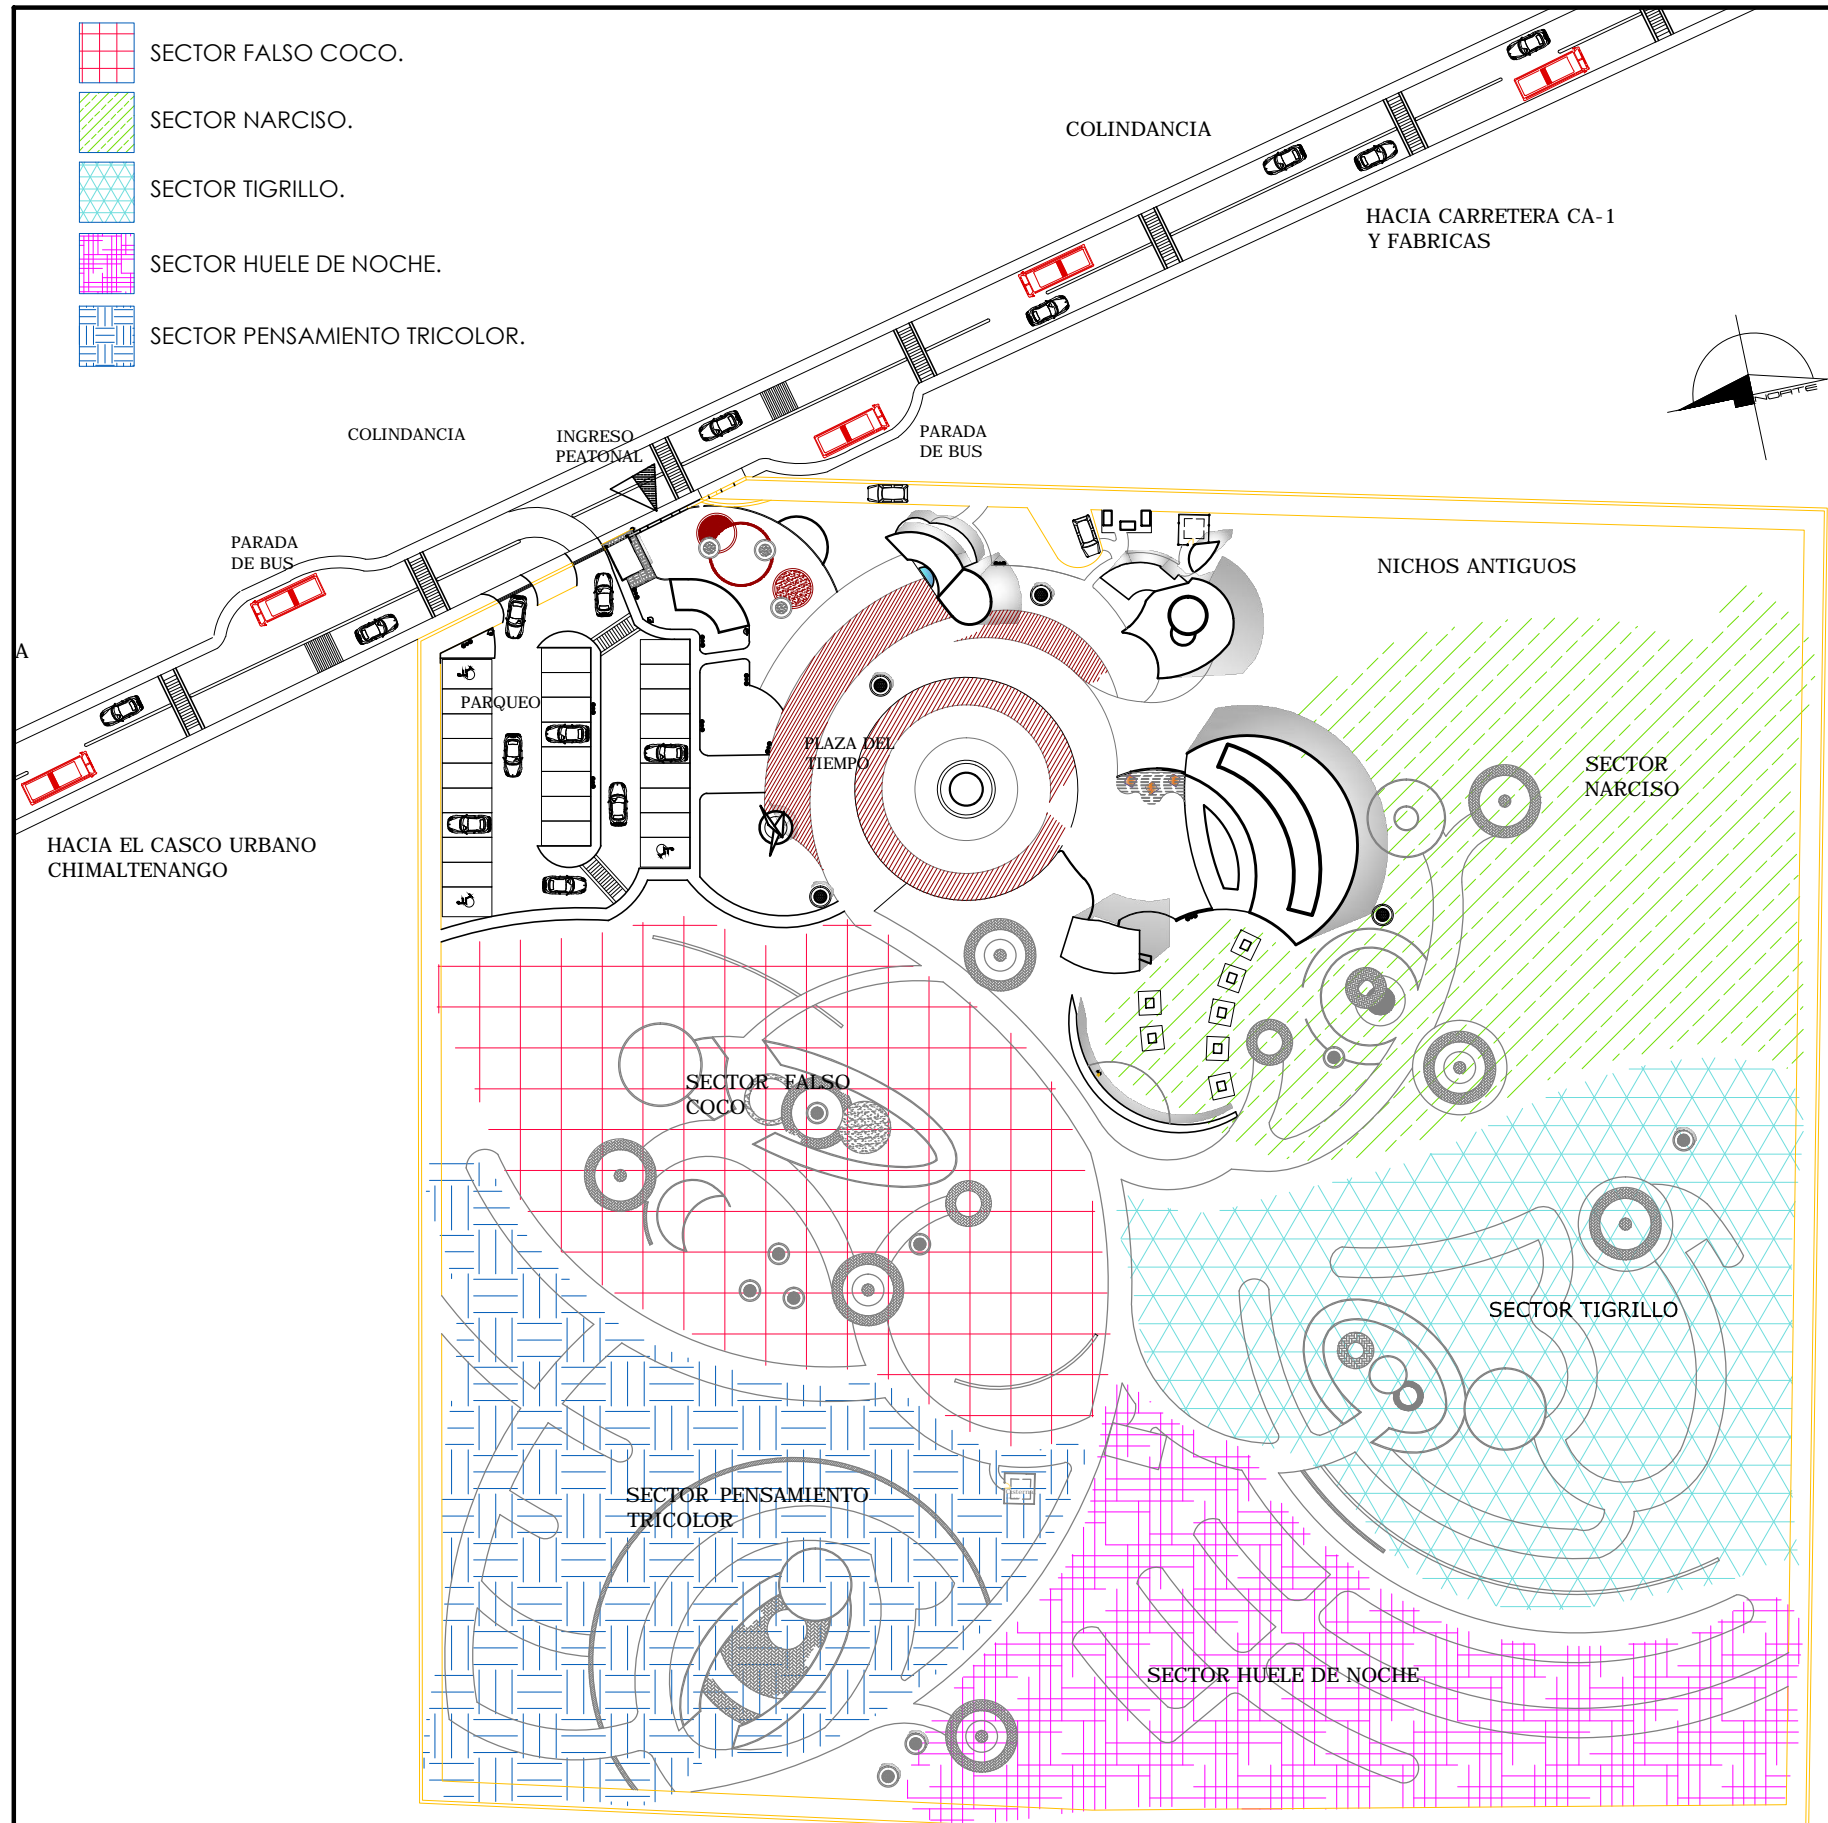 SECTOR FALSO COCO.
SECTOR NARCISO.
SECTOR TIGRILLO.
SECTOR HUELE DE NOCHE.
SECTOR PENSAMIENTO TRICOLOR.
COLINDANCIA
HACIA CARRETERA CA-1
Y FABRICAS
NORTE
COLINDANCIA
INGRESO
PEATONAL
PARADA
DE BUS
PARADA
DE BUS
NICHOS ANTIGUOS
A
PARQUEO
PLAZA DEL
TIEMPO
SECTOR
NARCISO
HACIA EL CASCO URBANO
CHIMALTENANGO
SECTOR FALSO
COCO
SECTOR TIGRILLO
SECTOR PENSAMIENTO
TRICOLOR
SECTOR HUELE DE NOCHE